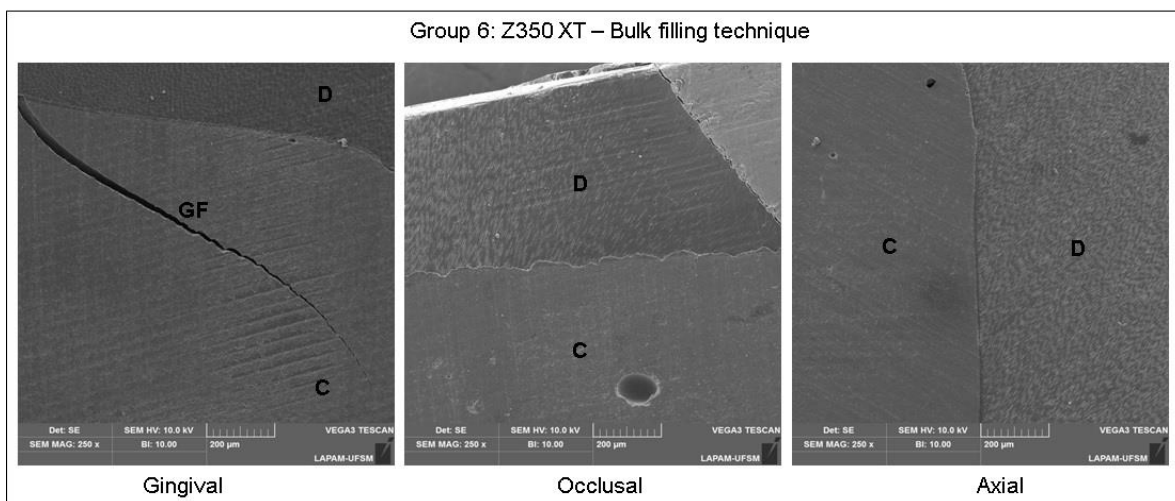 Group 6: Z350 XT – Bulk filling technique
D
GF
C
Det: SE SEM HV: 10.0 kV VEGA3 TESCAN
SEM MAG: 250 x BI: 10.00 200 µm
LAPAM-UFSM
Gingival
D
C
Det: SE SEM HV: 10.0 kV VEGA3 TESCAN
SEM MAG: 250 x BI: 10.00 200 µm
LAPAM-UFSM
Occlusal
C
D
Det: SE SEM HV: 10.0 kV VEGA3 TESCAN
SEM MAG: 250 x BI: 10.00 200 µm
LAPAM-UFSM
Axial